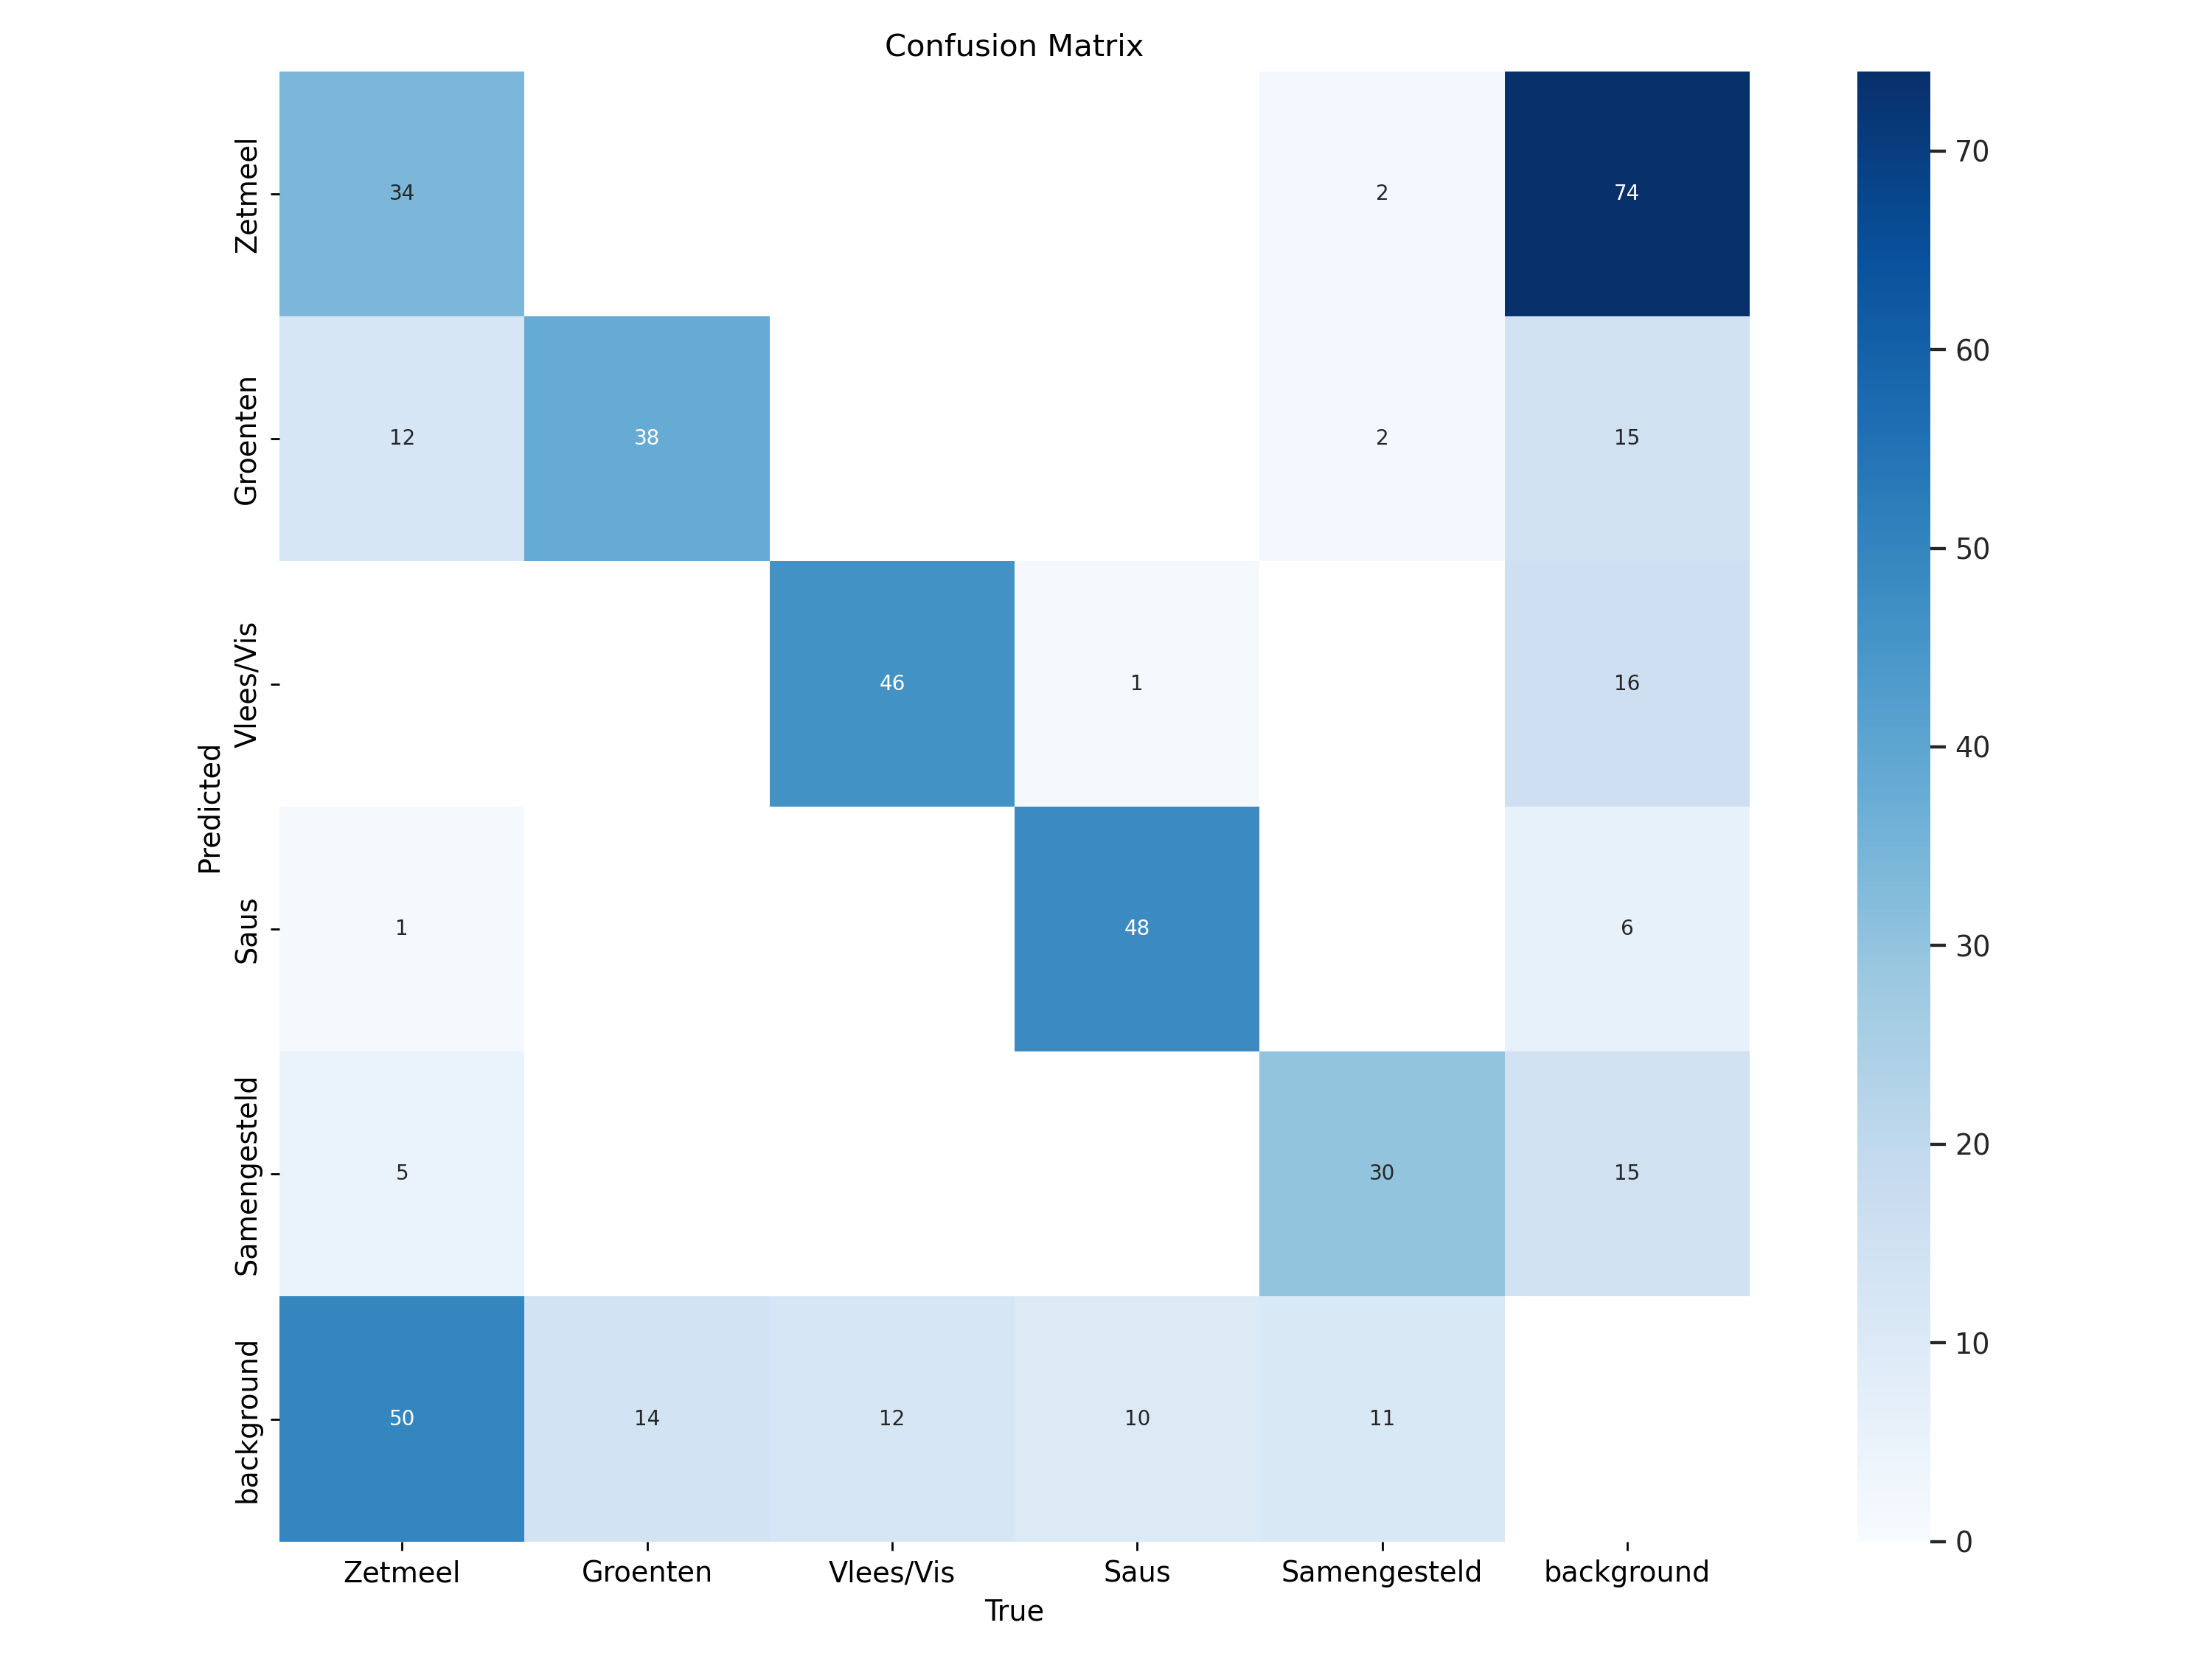 Confusion Matrix
Zetmeel 34 2 74
Groenten 12 38 2 15
Vlees/Vis 46 1 16
Saus 1 48 6
Samengesteld 5 30 15
background 50 14 12 10 11
Predicted
Zetmeel Groenten Vlees/Vis Saus Samengesteld background
True
70
60
50
40
30
20
10
0